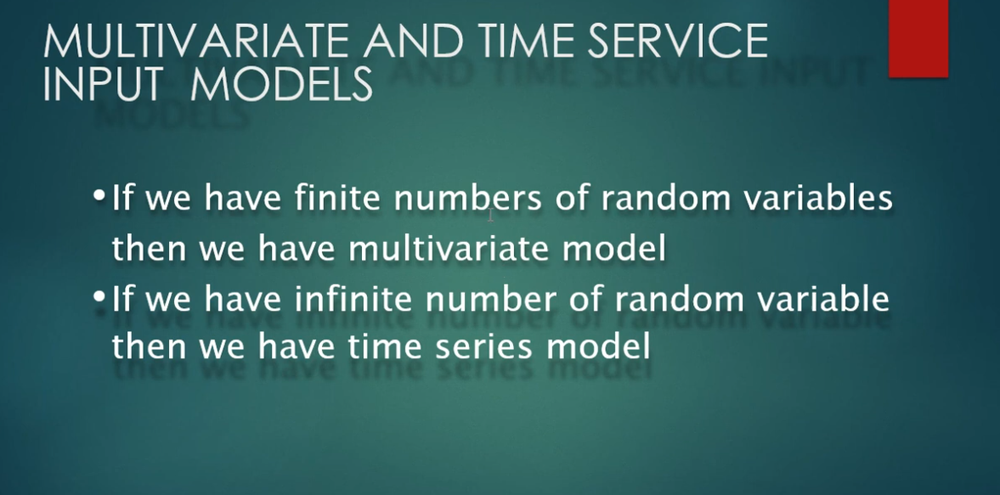 MULTIVARIATE AND TIME SERVICE
INPUT MODELS
•If we have finite numbers of random variables
then we have multivariate model
•If we have infinite number of random variable
then we have time series model